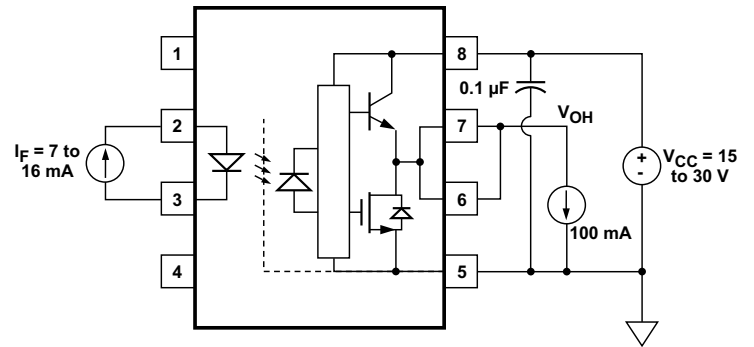 1
8
0.1 µF
2
7
V_OH
I_F = 7 to
16 mA
V_CC = 15
to 30 V
+
-
3
6
100 mA
4
5